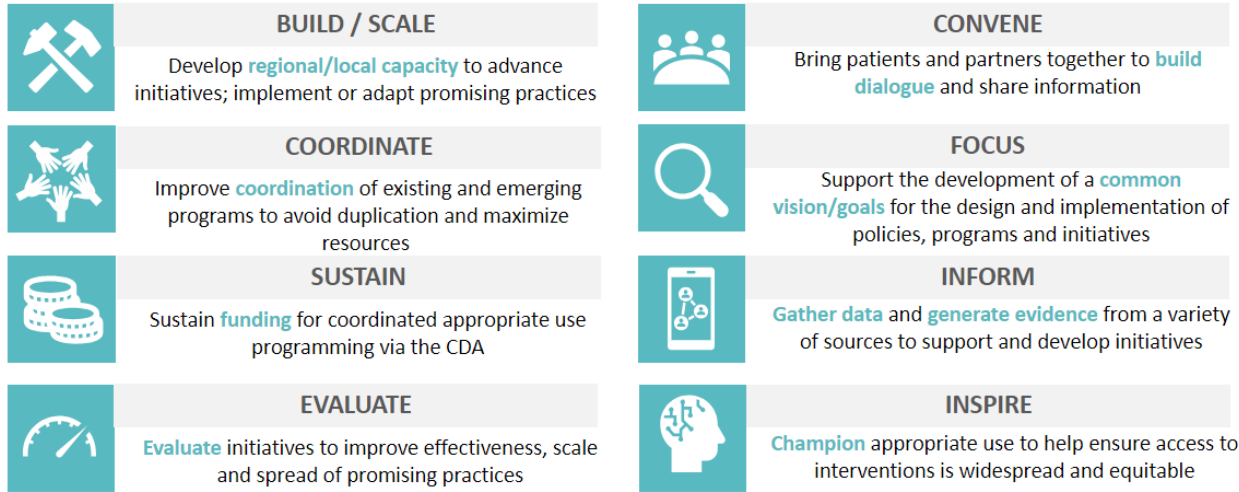 BUILD / SCALE
Develop regional/local capacity to advance
initiatives; implement or adapt promising practices
CONVENE
Bring patients and partners together to build
dialogue and share information
COORDINATE
Improve coordination of existing and emerging
programs to avoid duplication and maximize
resources
FOCUS
Support the development of a common
vision/goals for the design and implementation of
policies, programs and initiatives
SUSTAIN
Sustain funding for coordinated appropriate use
programming via the CDA
INFORM
Gather data and generate evidence from a variety
of sources to support and develop initiatives
EVALUATE
Evaluate initiatives to improve effectiveness, scale
and spread of promising practices
INSPIRE
Champion appropriate use to help ensure access to
interventions is widespread and equitable